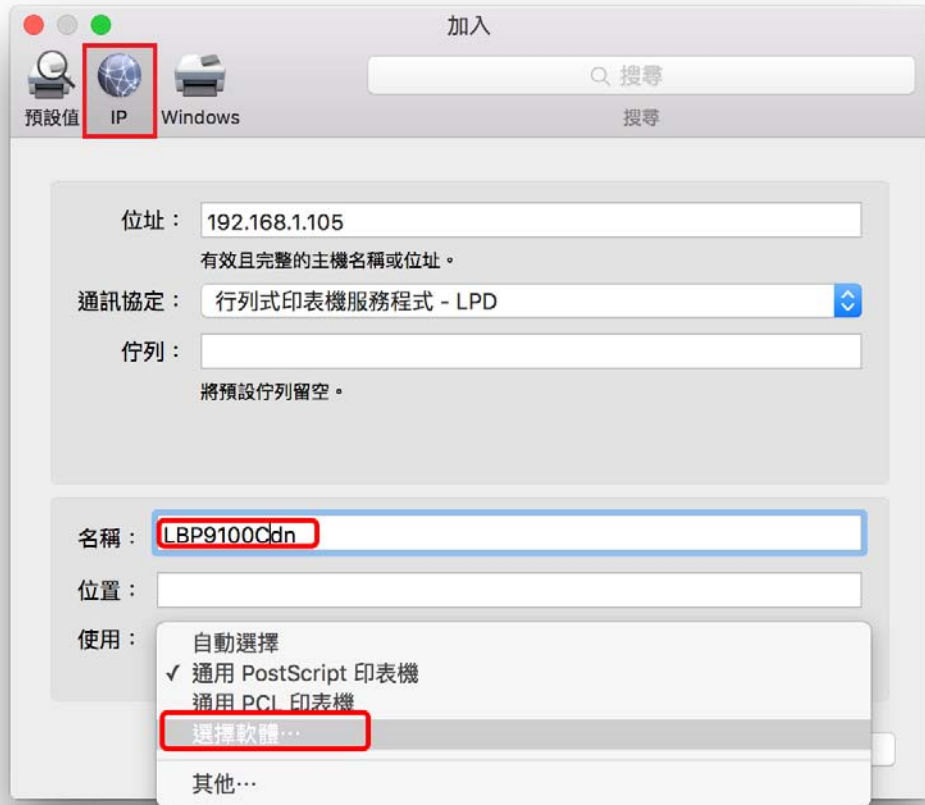 加入
搜尋
預設值 IP Windows 搜尋
位址： 192.168.1.105
有效且完整的主機名稱或位址。
通訊協定： 行列式印表機服務程式 - LPD
佇列：
將預設佇列留空。
名稱： LBP9100Cdn
位置：
使用：
自動選擇
✓ 通用 PostScript 印表機
通用 PCL 印表機
選擇軟體⋯
其他⋯